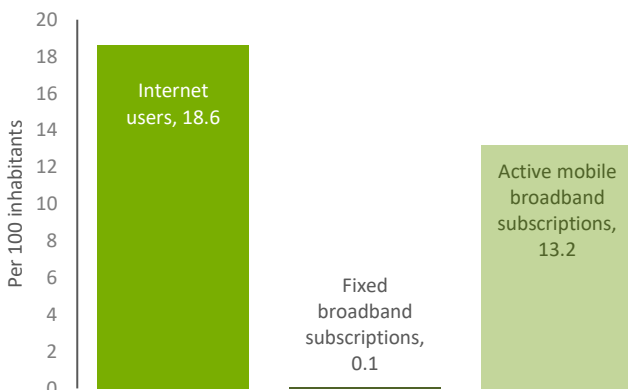 20
18
16
14
12
10
8
6
4
2
0
Per 100 inhabitants
Internet
users, 18.6
Fixed
broadband
subscriptions,
0.1
Active mobile
broadband
subscriptions,
13.2